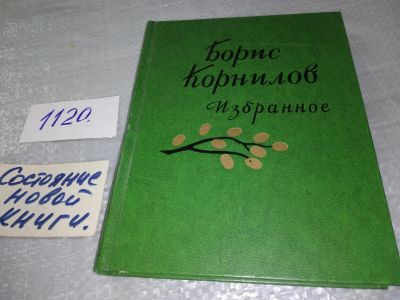 Борис
Корнилов
Избранное
1120.
Состояние
новой
книги.